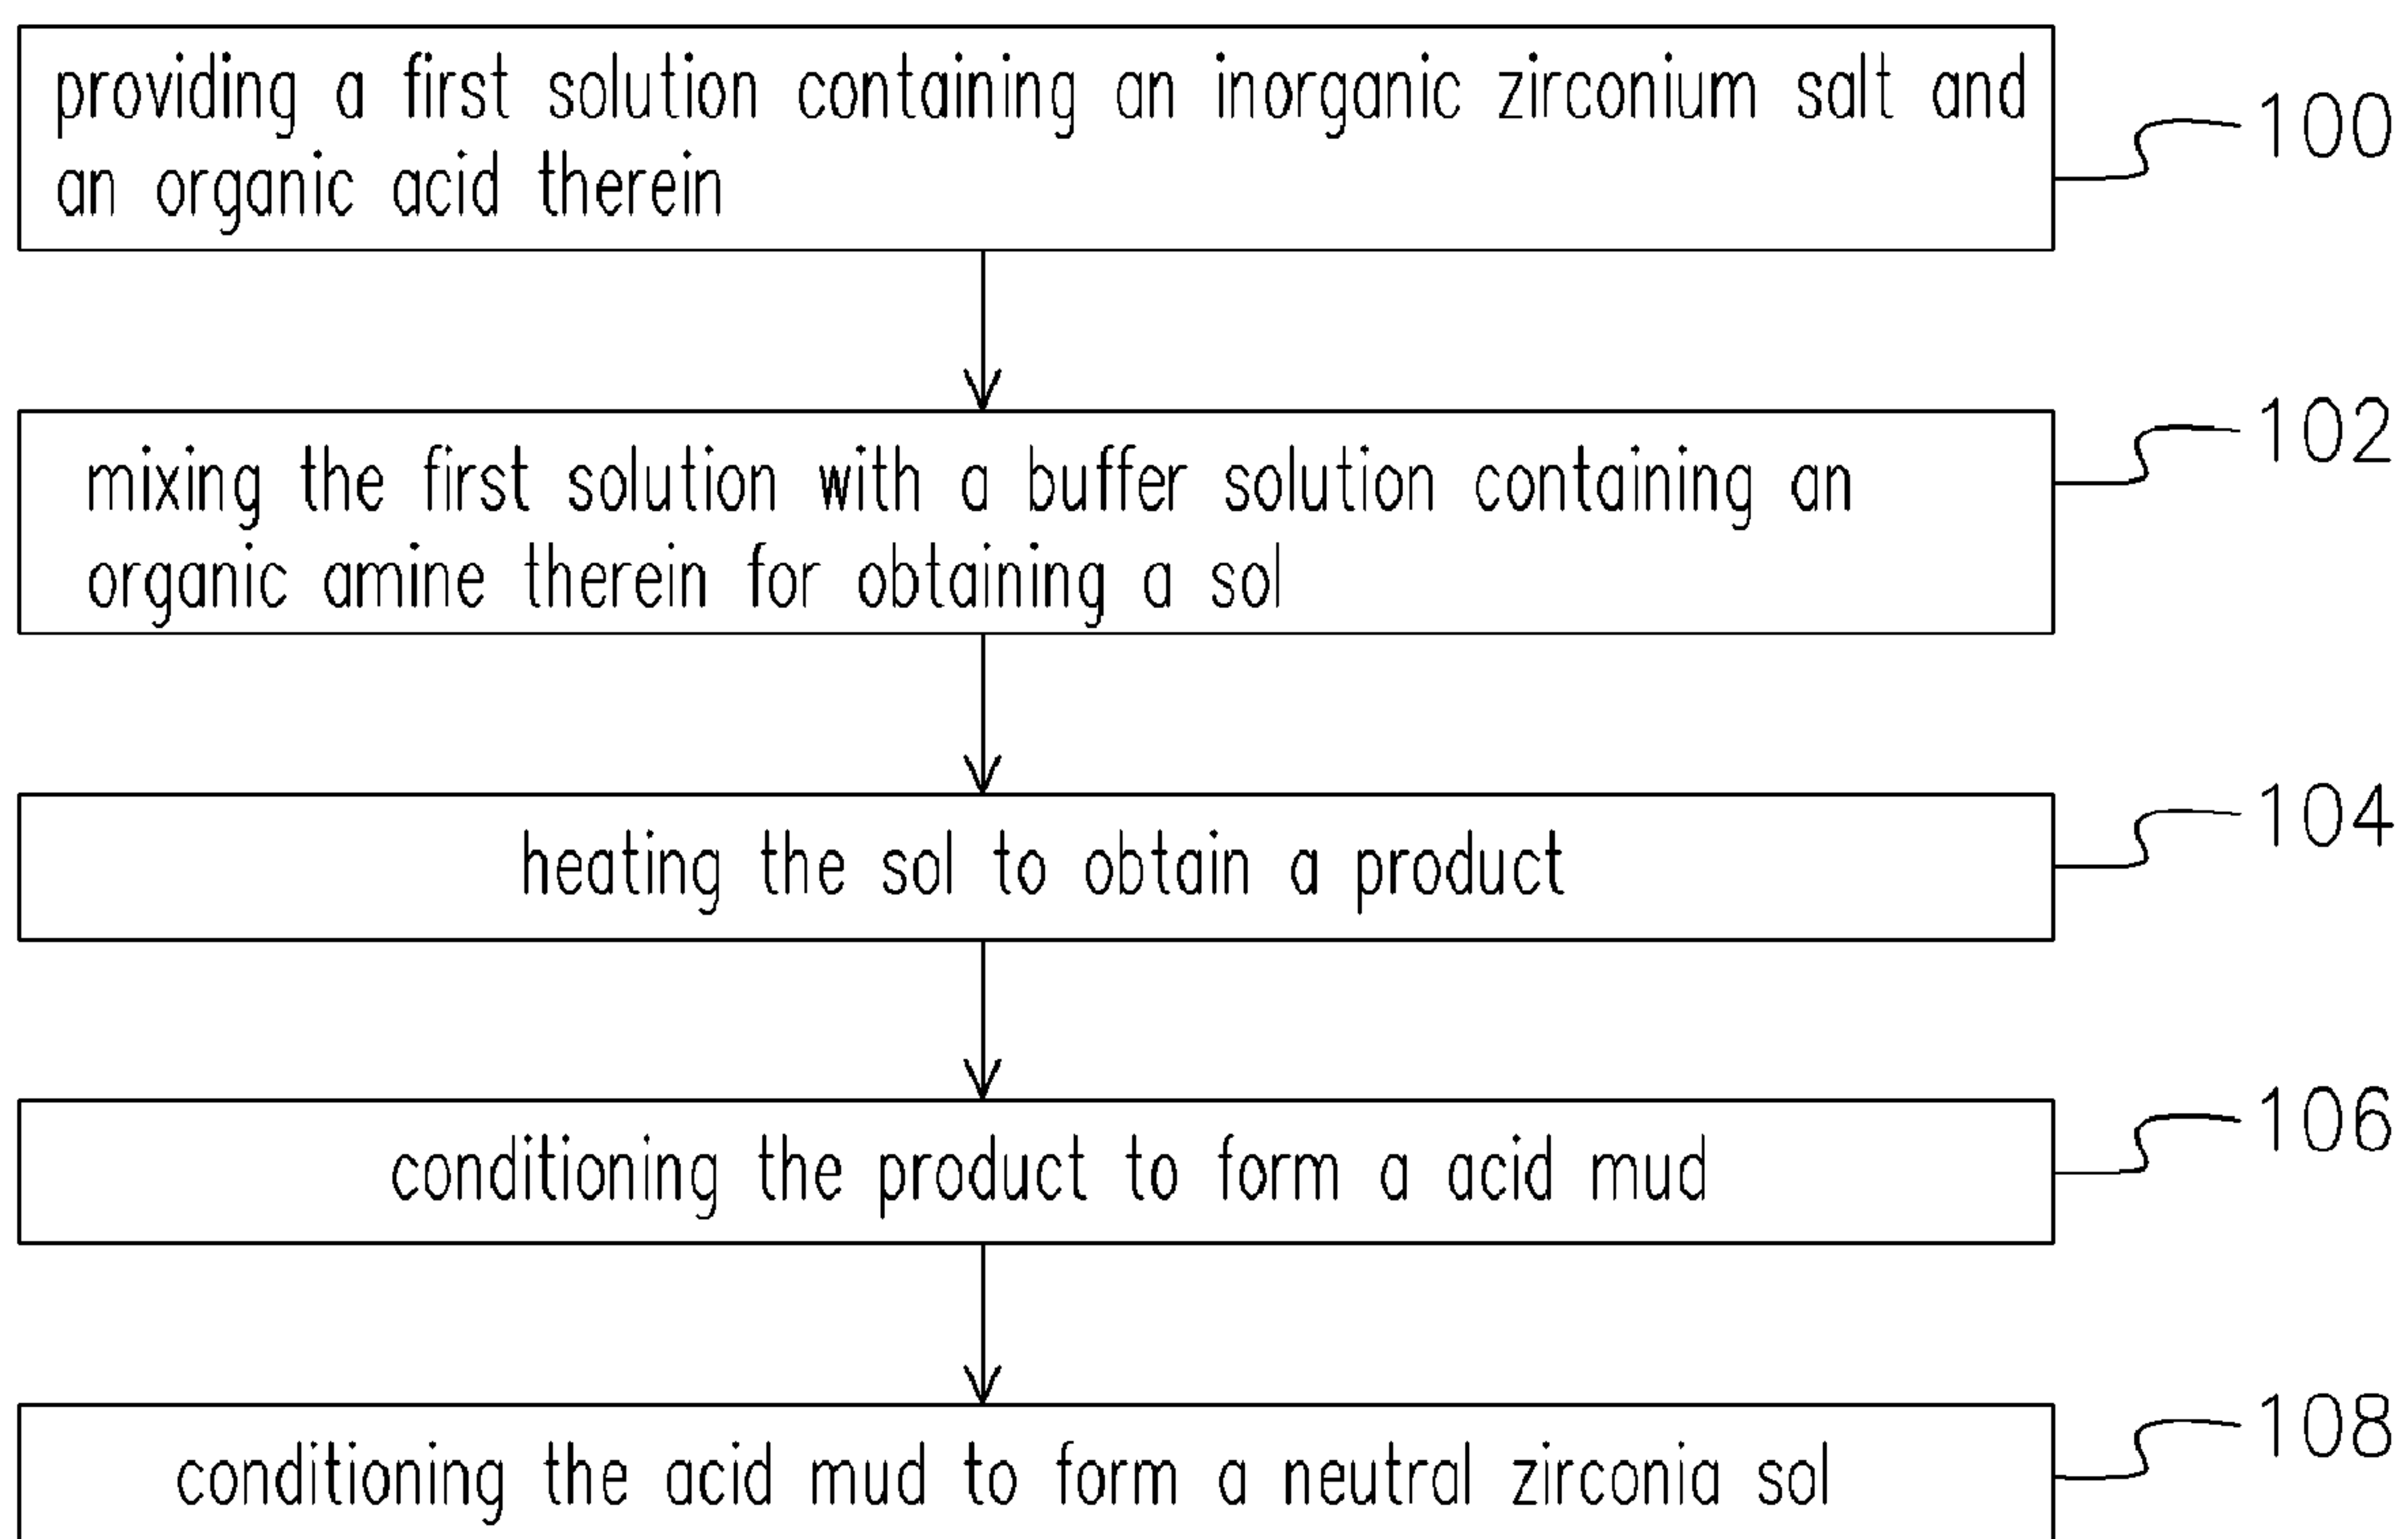 providing a first solution containing an inorganic zirconium salt and
an organic acid therein
100
mixing the first solution with a buffer solution containing an
organic amine therein for obtaining a sol
102
heating the sol to obtain a product
104
conditioning the product to form a acid mud
106
conditioning the acid mud to form a neutral zirconia sol
108